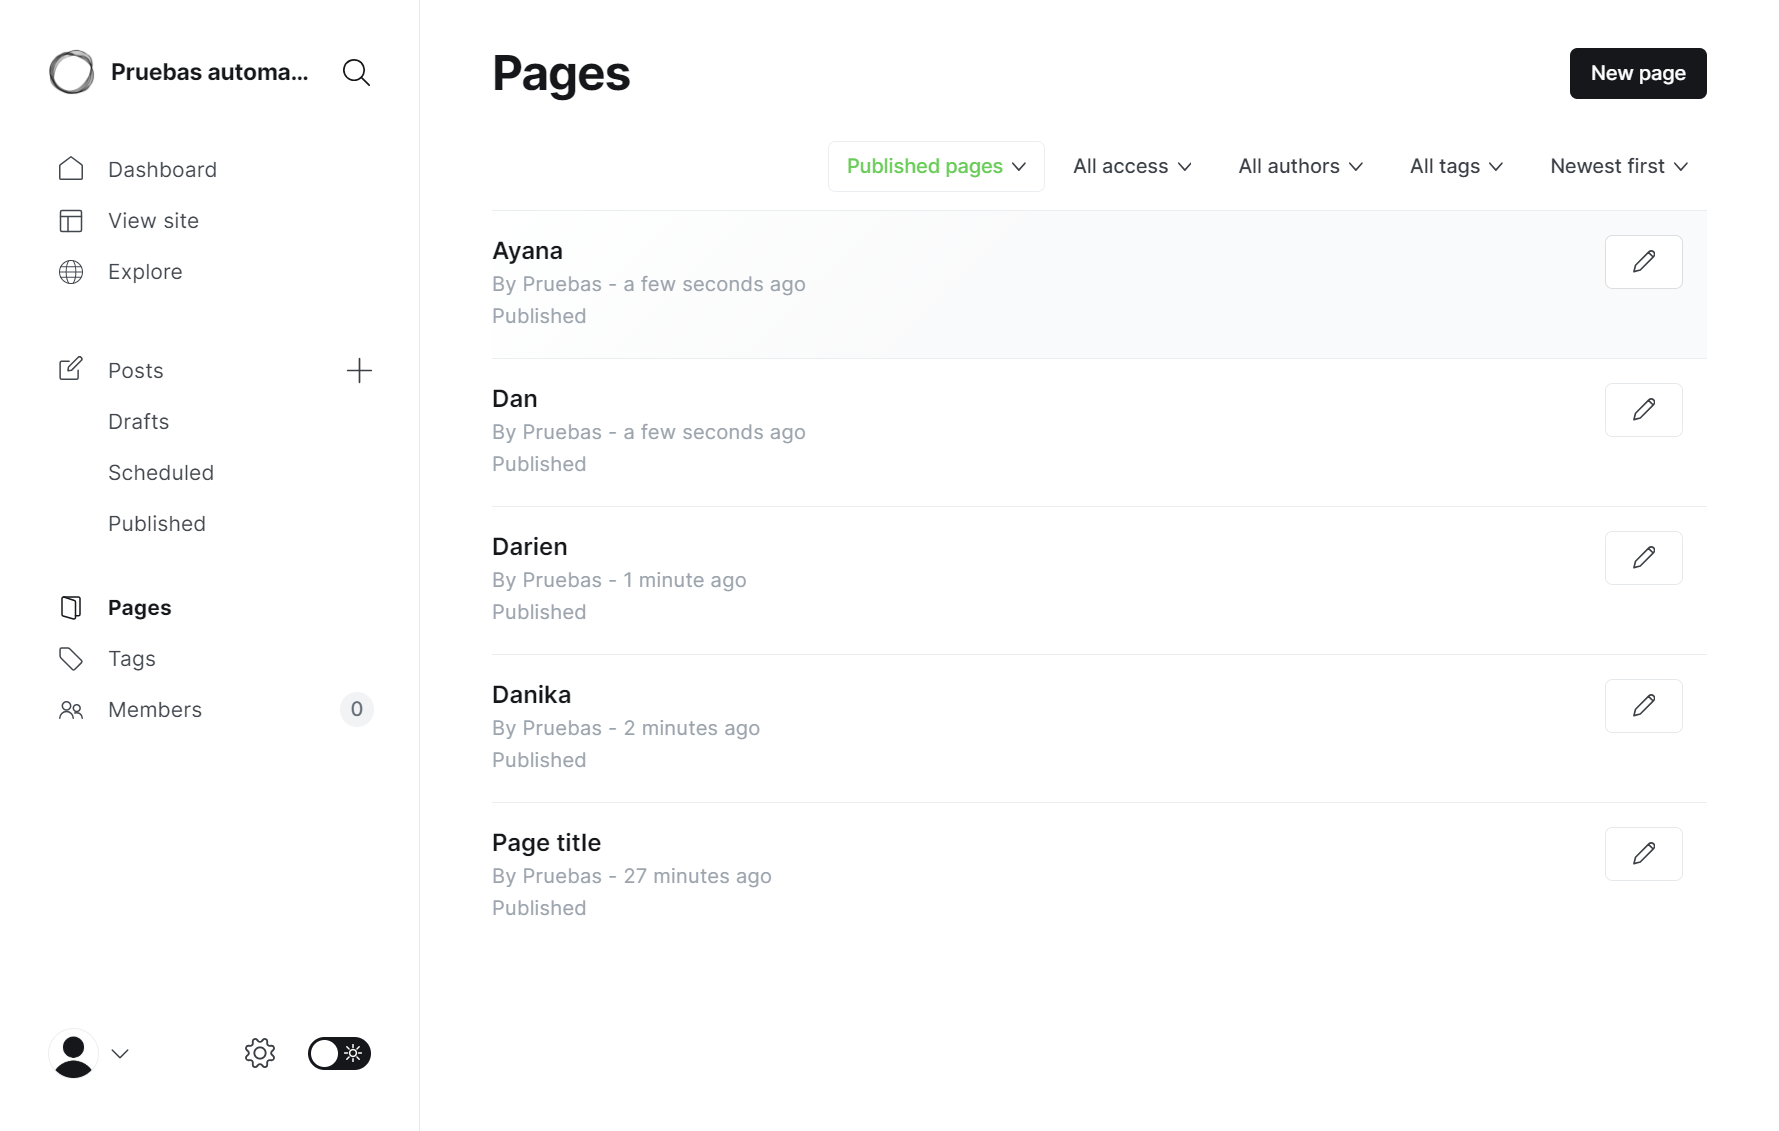 Pruebas automa...
Dashboard
View site
Explore
Posts
Drafts
Scheduled
Published
Pages
Tags
Members 0
Pages
New page
Published pages All access All authors All tags Newest first
Ayana
By Pruebas - a few seconds ago
Published
Dan
By Pruebas - a few seconds ago
Published
Darien
By Pruebas - 1 minute ago
Published
Danika
By Pruebas - 2 minutes ago
Published
Page title
By Pruebas - 27 minutes ago
Published